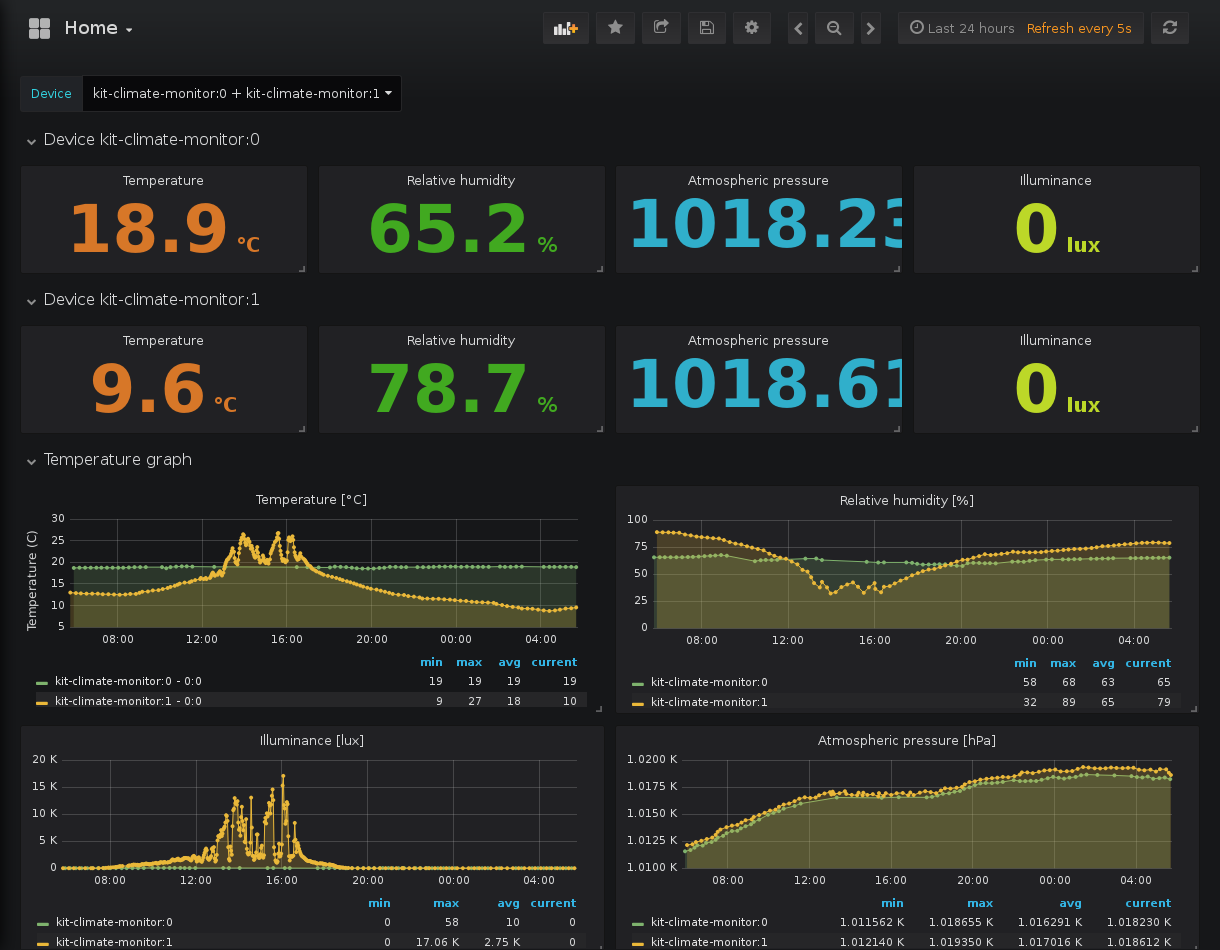 Home
Last 24 hours Refresh every 5s
Device kit-climate-monitor:0 + kit-climate-monitor:1
Device kit-climate-monitor:0
Temperature Relative humidity Atmospheric pressure Illuminance
18.9 °C 65.2 % 1018.23 0 lux
Device kit-climate-monitor:1
Temperature Relative humidity Atmospheric pressure Illuminance
9.6 °C 78.7 % 1018.61 0 lux
Temperature graph
Temperature [°C]
Temperature (C)
30
25
20
15
10
5
08:00 12:00 16:00 20:00 00:00 04:00
min max avg current
kit-climate-monitor:0 - 0:0 19 19 19 19
kit-climate-monitor:1 - 0:0 9 27 18 10
Relative humidity [%]
100
75
50
25
0
08:00 12:00 16:00 20:00 00:00 04:00
min max avg current
kit-climate-monitor:0 58 68 63 65
kit-climate-monitor:1 32 89 65 79
Illuminance [lux]
20 K
15 K
10 K
5 K
0
08:00 12:00 16:00 20:00 00:00 04:00
min max avg current
kit-climate-monitor:0 0 58 10 0
kit-climate-monitor:1 0 17.06 K 2.75 K 0
Atmospheric pressure [hPa]
1.0200 K
1.0175 K
1.0150 K
1.0125 K
1.0100 K
08:00 12:00 16:00 20:00 00:00 04:00
min max avg current
kit-climate-monitor:0 1.011562 K 1.018655 K 1.016291 K 1.018230 K
kit-climate-monitor:1 1.012140 K 1.019350 K 1.017016 K 1.018612 K